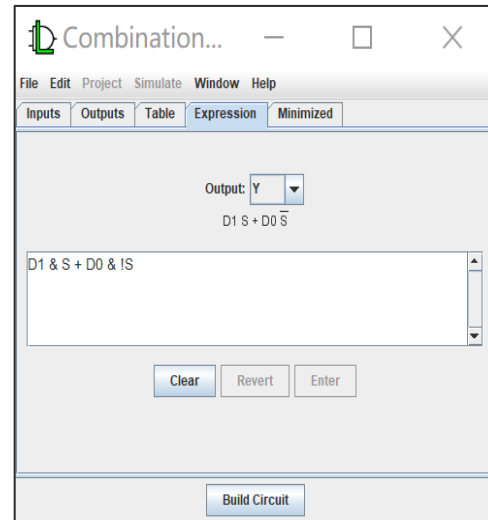 Combination...
File Edit Project Simulate Window Help
Inputs Outputs Table Expression Minimized
Output: Y
D1 S + D0 S̅
D1 & S + D0 & !S
Clear Revert Enter
Build Circuit